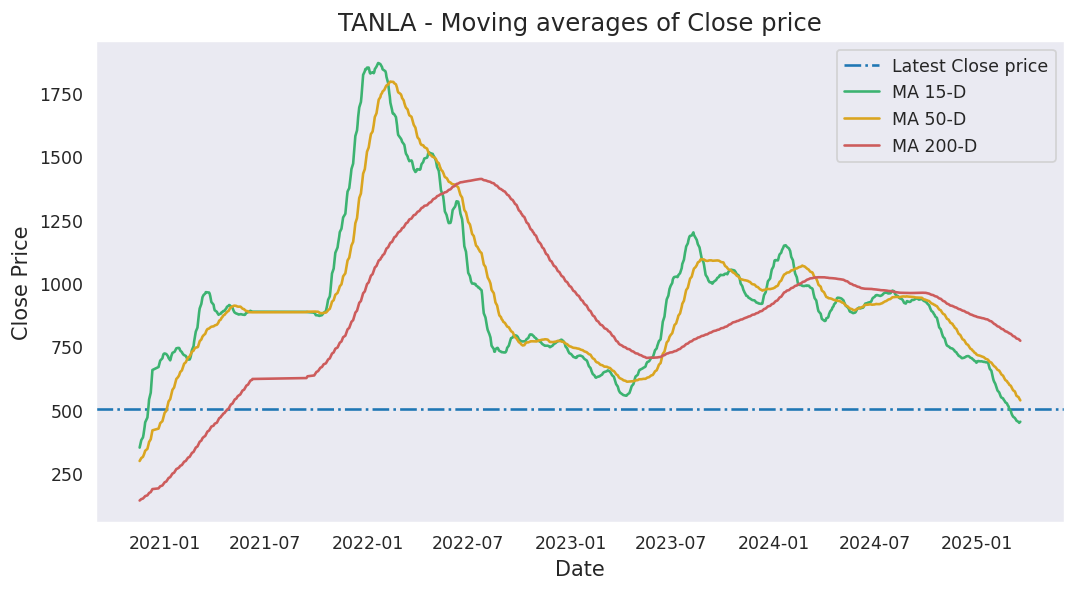 TANLA - Moving averages of Close price
Latest Close price
MA 15-D
MA 50-D
MA 200-D
Close Price
1750
1500
1250
1000
750
500
250
2021-01
2021-07
2022-01
2022-07
2023-01
2023-07
2024-01
2024-07
2025-01
Date